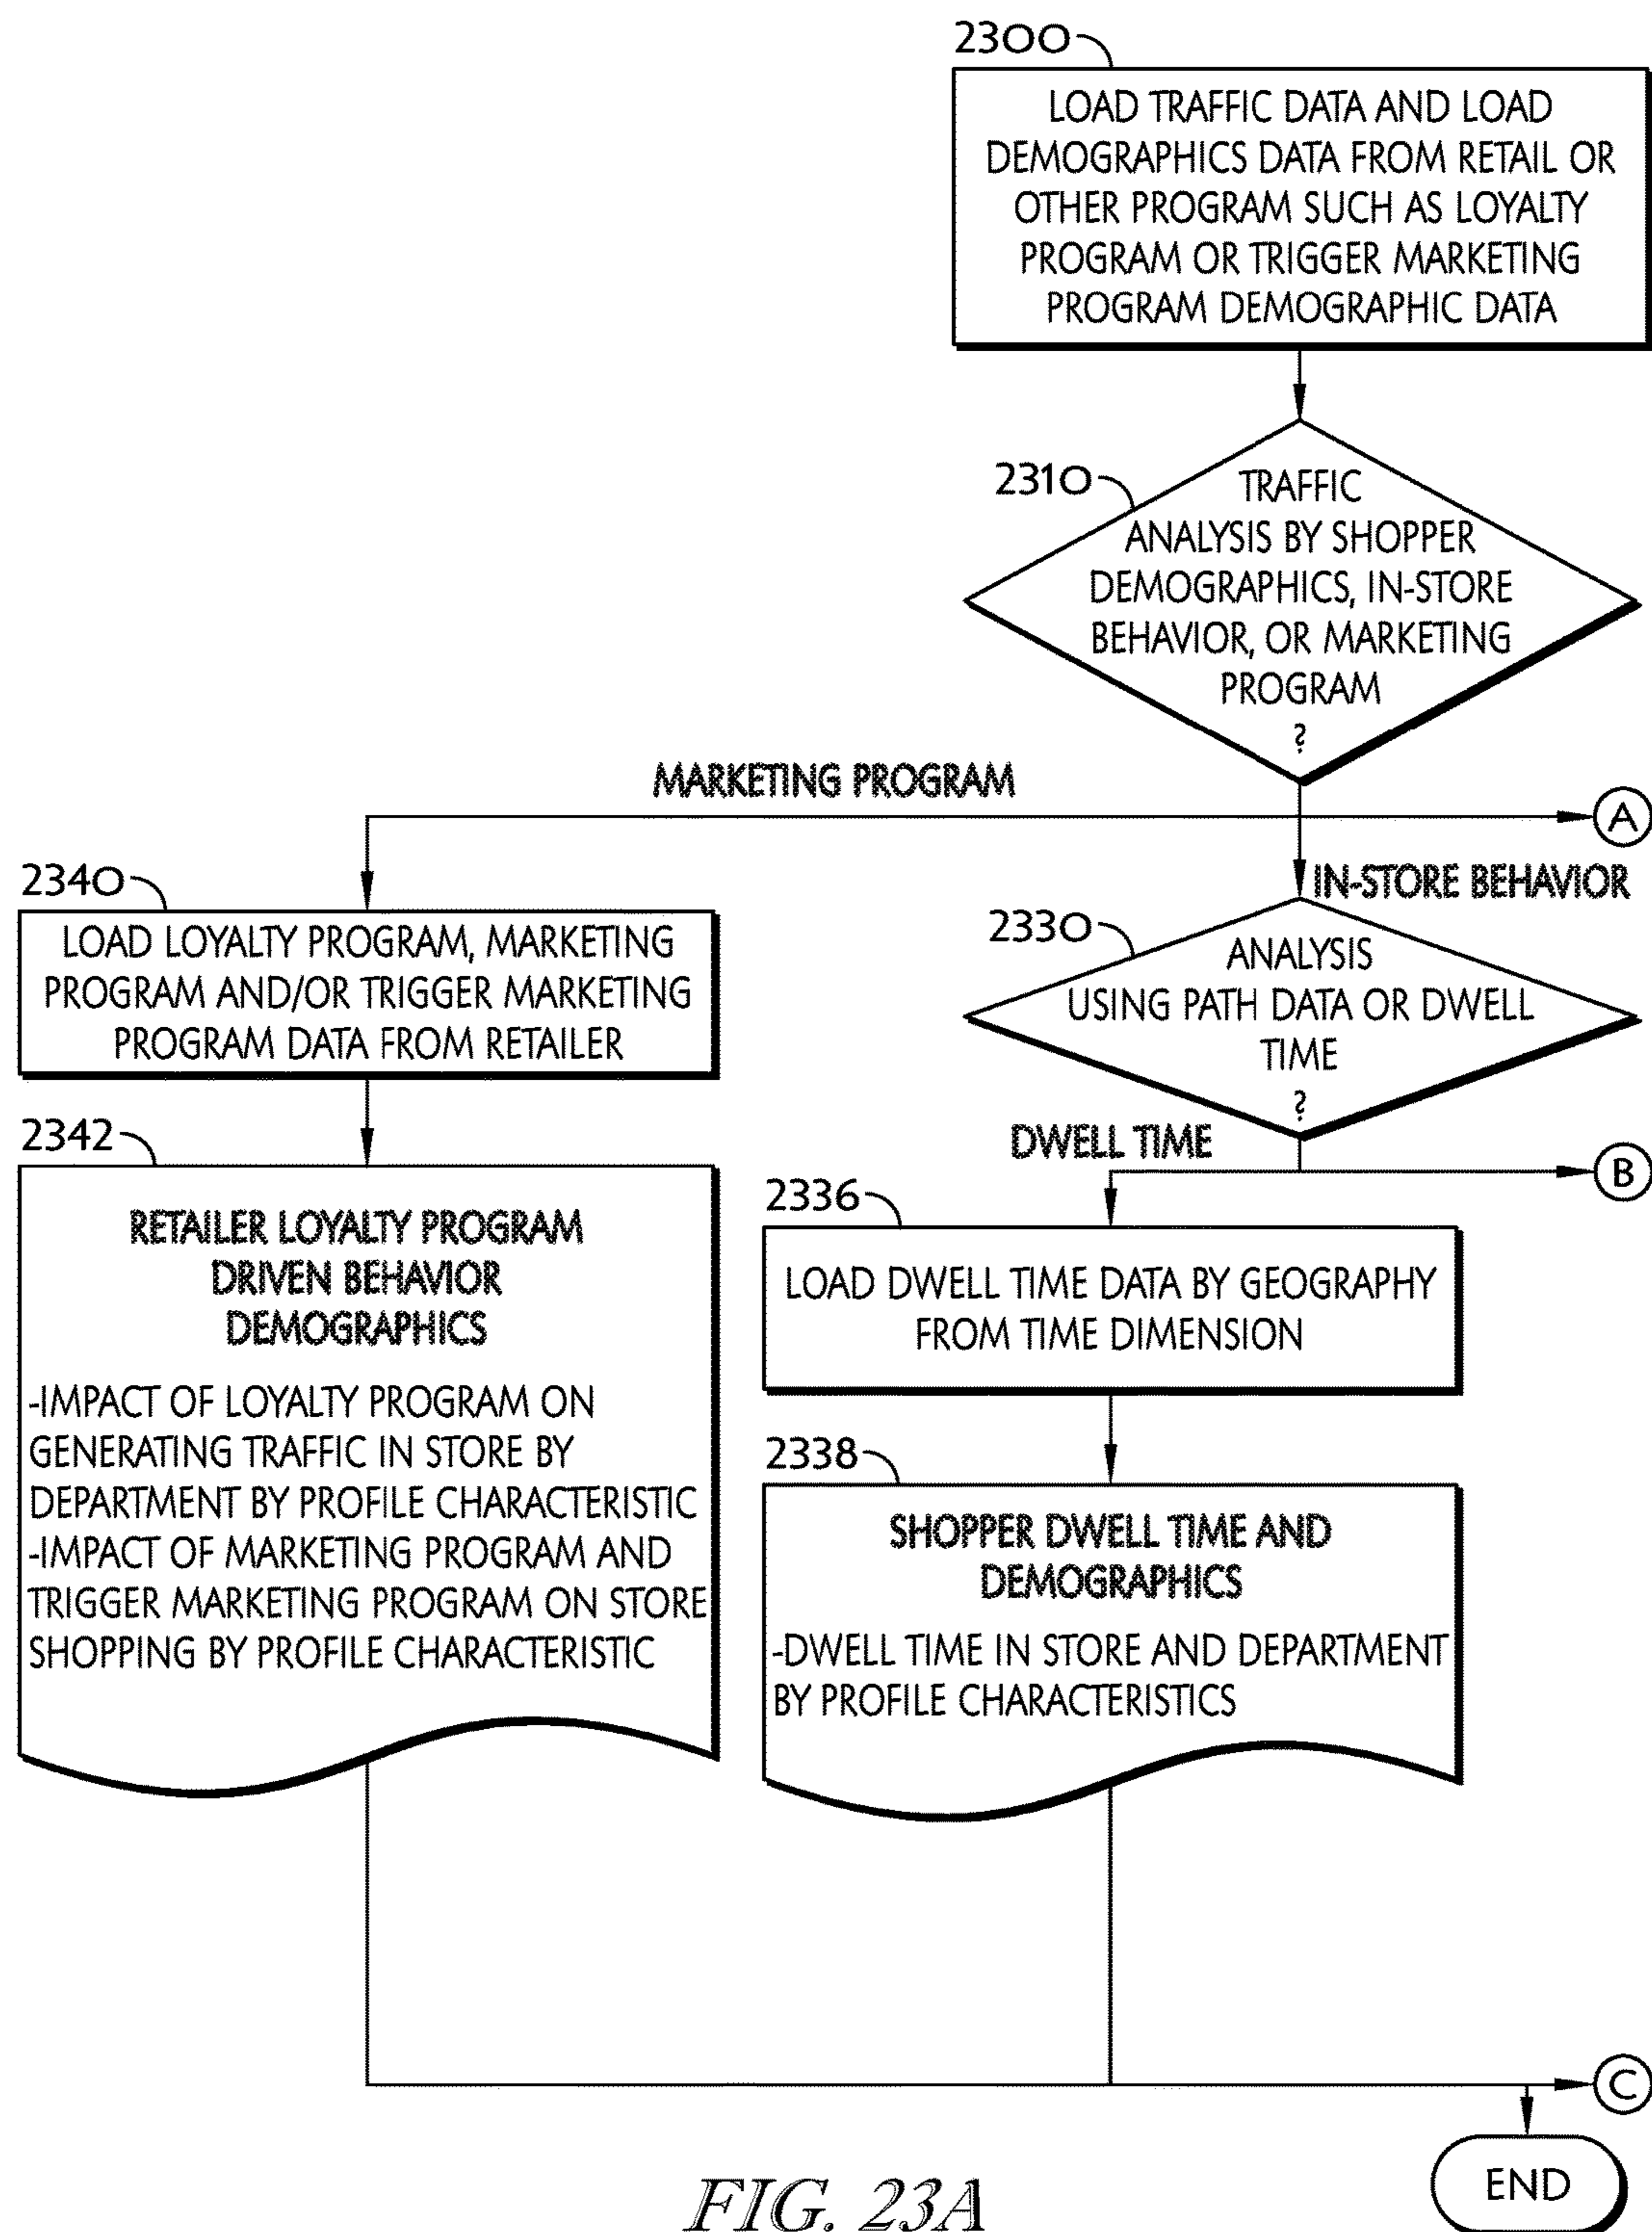 2300
LOAD TRAFFIC DATA AND LOAD
DEMOGRAPHICS DATA FROM RETAIL OR
OTHER PROGRAM SUCH AS LOYALTY
PROGRAM OR TRIGGER MARKETING
PROGRAM DEMOGRAPHIC DATA
2310
TRAFFIC
ANALYSIS BY SHOPPER
DEMOGRAPHICS, IN-STORE
BEHAVIOR, OR MARKETING
PROGRAM
?
MARKETING PROGRAM
A
IN-STORE BEHAVIOR
2340
LOAD LOYALTY PROGRAM, MARKETING
PROGRAM AND/OR TRIGGER MARKETING
PROGRAM DATA FROM RETAILER
2330
ANALYSIS
USING PATH DATA OR DWELL
TIME
?
DWELL TIME
B
2342
RETAILER LOYALTY PROGRAM
DRIVEN BEHAVIOR
DEMOGRAPHICS
-IMPACT OF LOYALTY PROGRAM ON
GENERATING TRAFFIC IN STORE BY
DEPARTMENT BY PROFILE CHARACTERISTIC
-IMPACT OF MARKETING PROGRAM AND
TRIGGER MARKETING PROGRAM ON STORE
SHOPPING BY PROFILE CHARACTERISTIC
2336
LOAD DWELL TIME DATA BY GEOGRAPHY
FROM TIME DIMENSION
2338
SHOPPER DWELL TIME AND
DEMOGRAPHICS
-DWELL TIME IN STORE AND DEPARTMENT
BY PROFILE CHARACTERISTICS
C
END
FIG. 23A